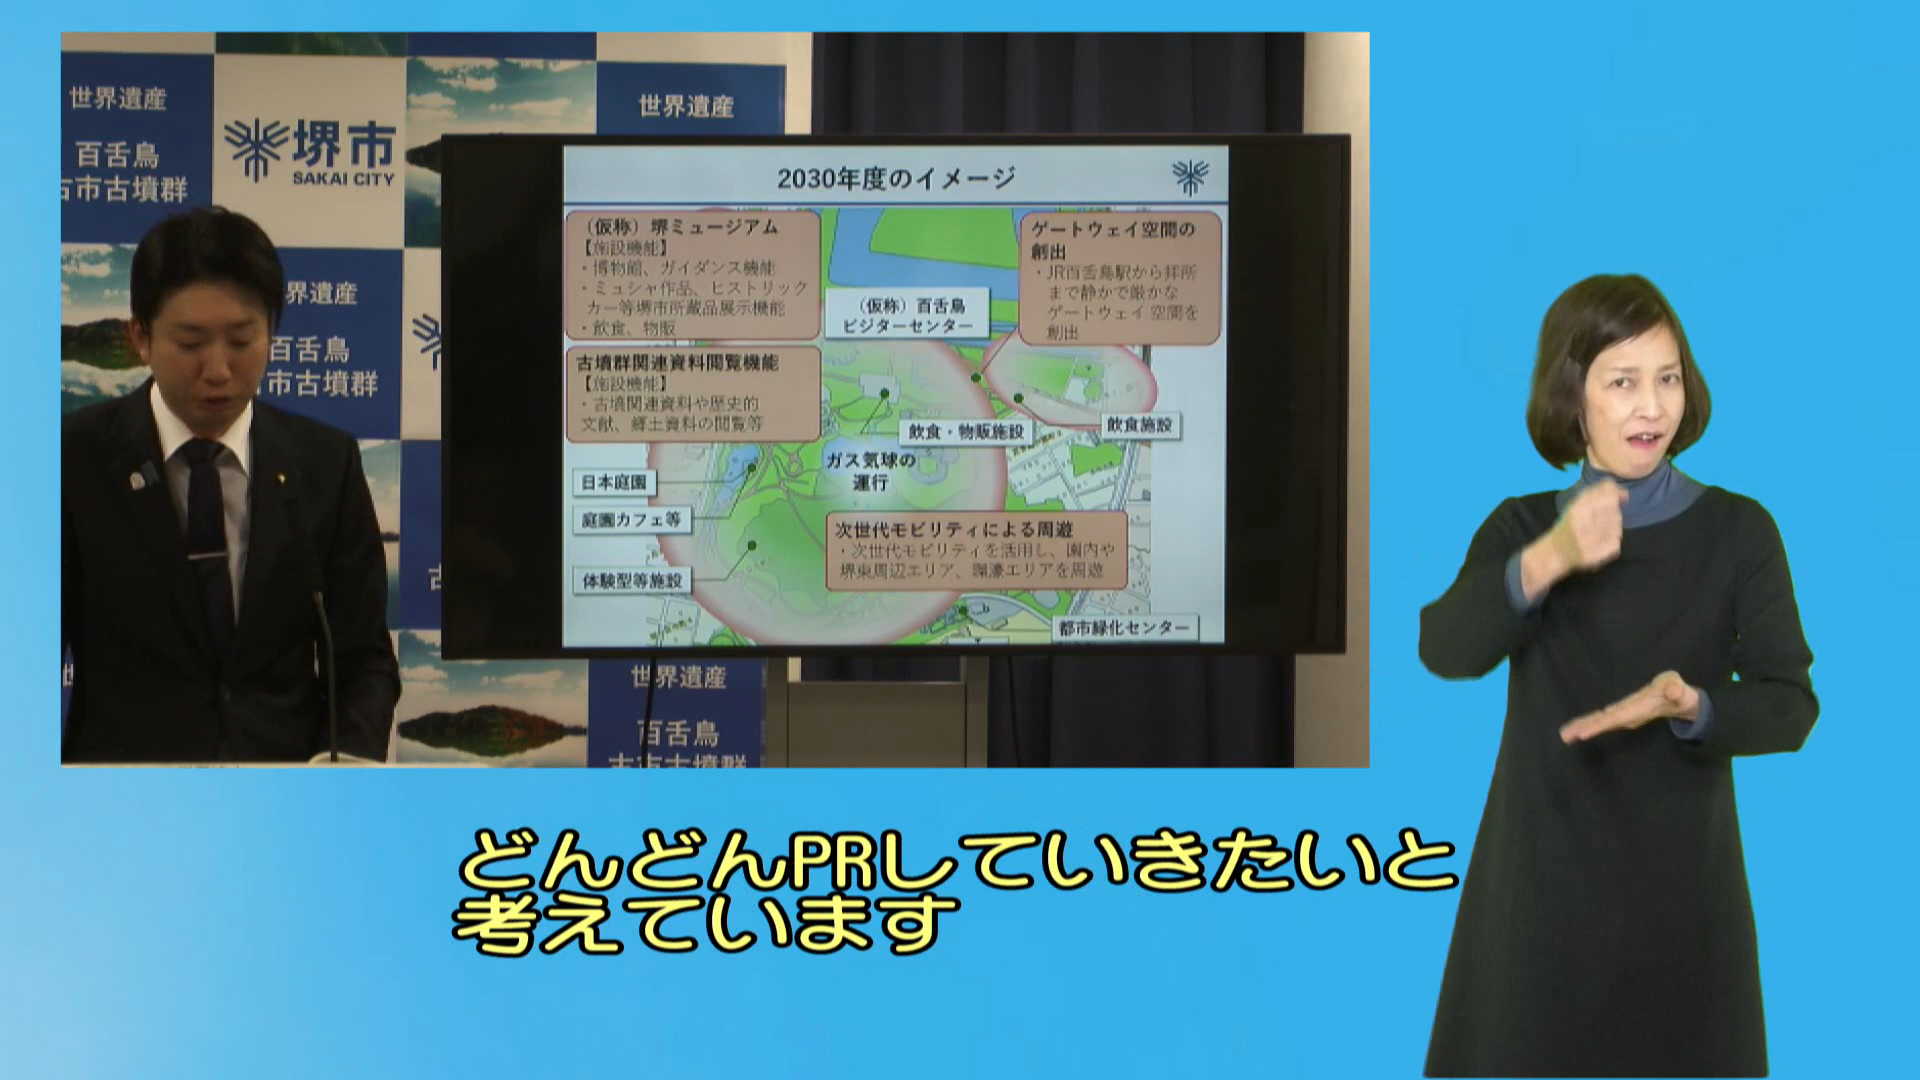 世界遺産
百舌鳥
古市古墳群
堺市
SAKAI CITY
世界遺産
界遺産
百舌鳥
市古墳群
古
世界遺産
百舌鳥
古市古墳群
2030年度のイメージ
（仮称）堺ミュージアム
【施設機能】
・博物館、ガイダンス機能
・ミュシャ作品、ヒストリック
カー等堺市所蔵品展示機能
・飲食、物販
古墳群関連資料閲覧機能
【施設機能】
・古墳関連資料や歴史的
文献、郷土資料の閲覧等
（仮称）百舌鳥
ビジターセンター
ゲートウェイ空間の
創出
・JR百舌鳥駅から拝所
まで静かで厳かな
ゲートウェイ空間を
創出
飲食・物販施設
飲食施設
ガス気球の
運行
日本庭園
庭園カフェ等
体験型等施設
次世代モビリティによる周遊
・次世代モビリティを活用し、園内や
堺東周辺エリア、環濠エリアを周遊
都市緑化センター
どんどんPRしていきたいと
考えています